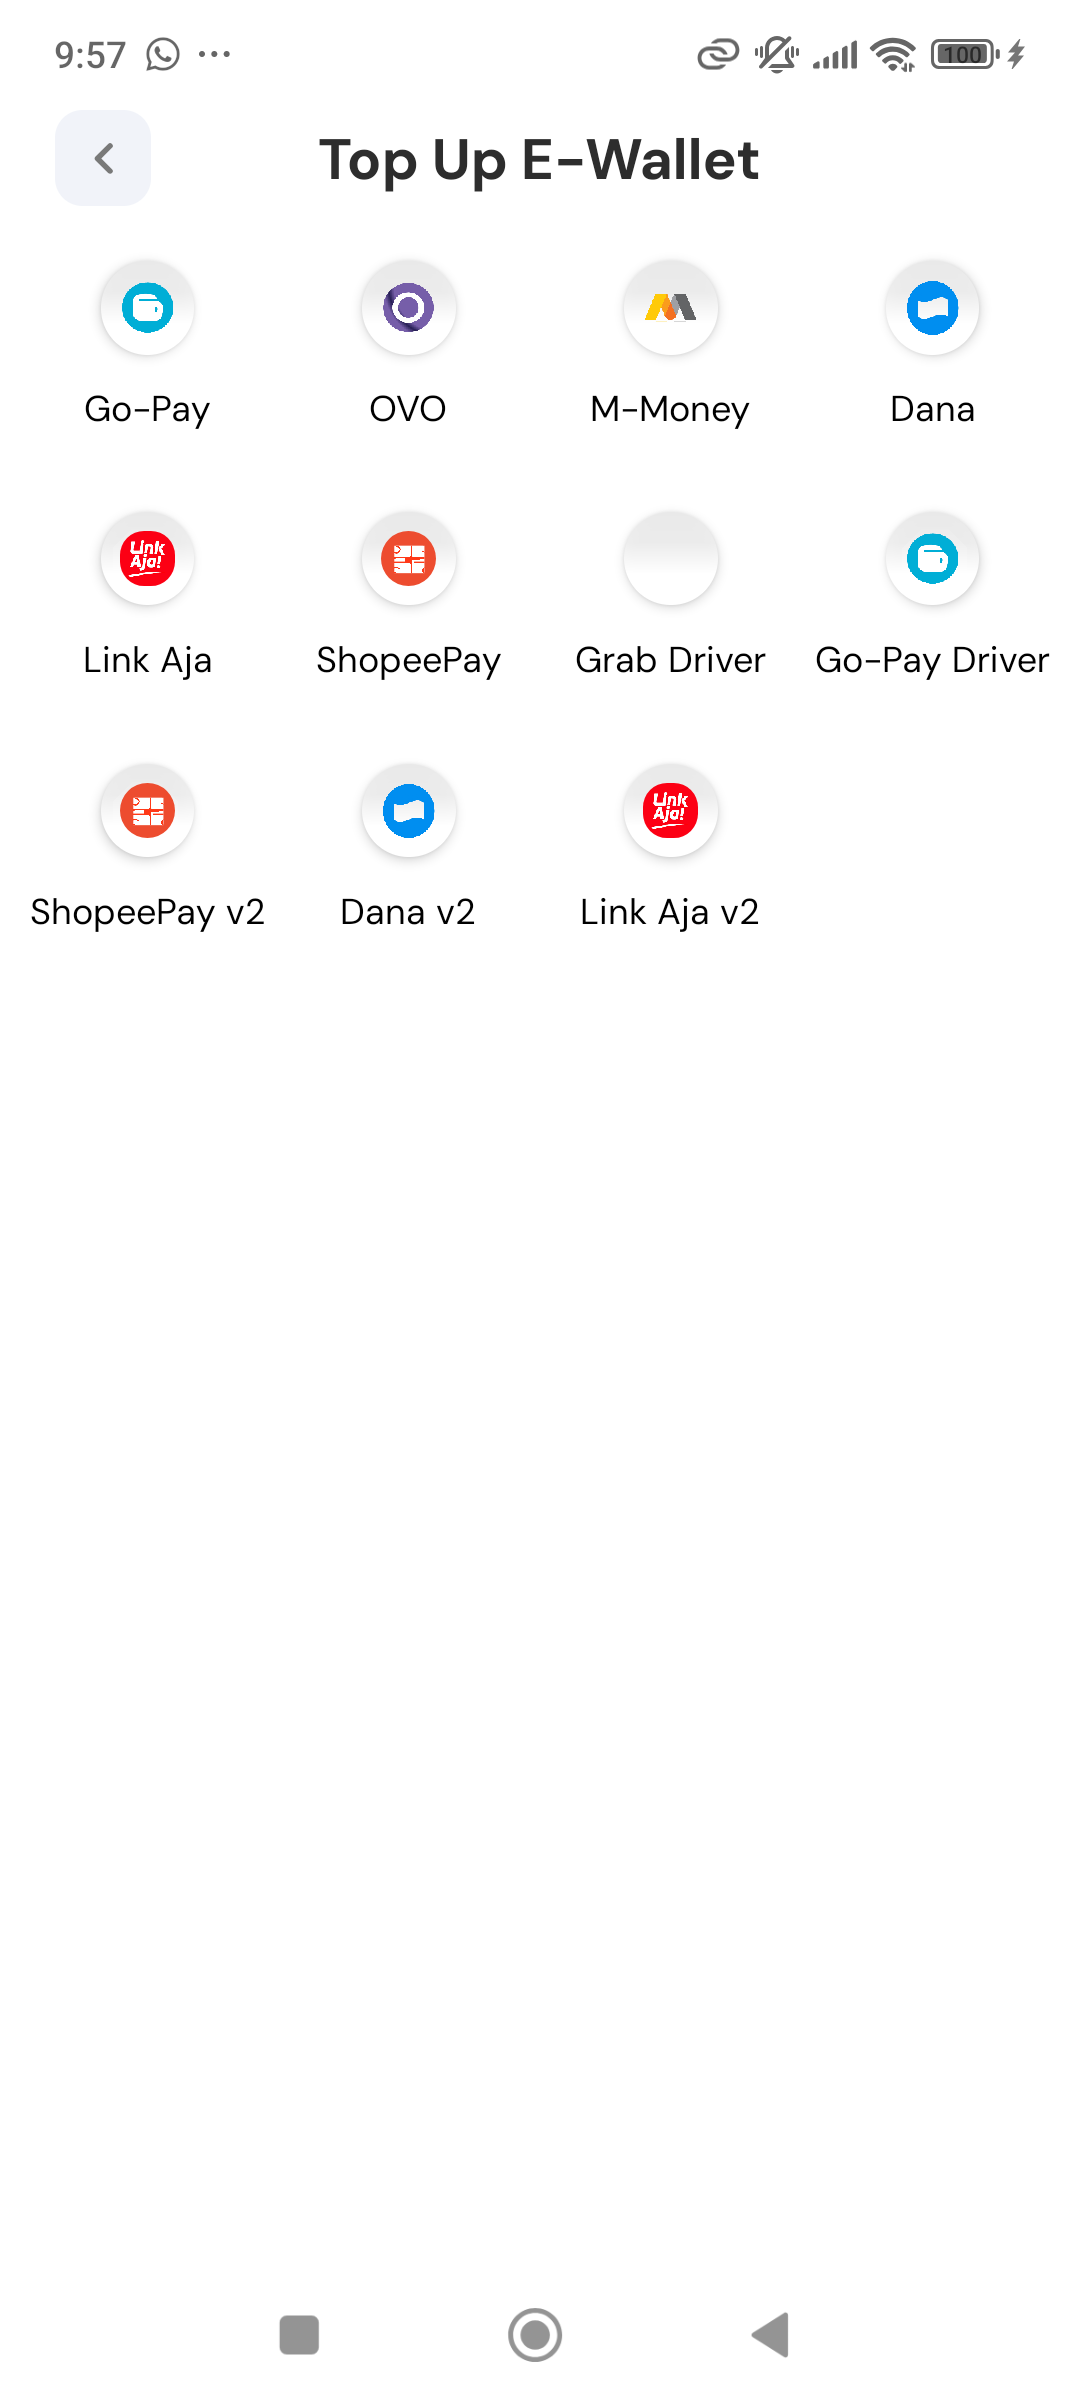 9:57
100
Top Up E-Wallet
Go-Pay
OVO
M-Money
Dana
Link Aja!
Link Aja
ShopeePay
Grab Driver
Go-Pay Driver
Link Aja!
ShopeePay v2
Dana v2
Link Aja v2